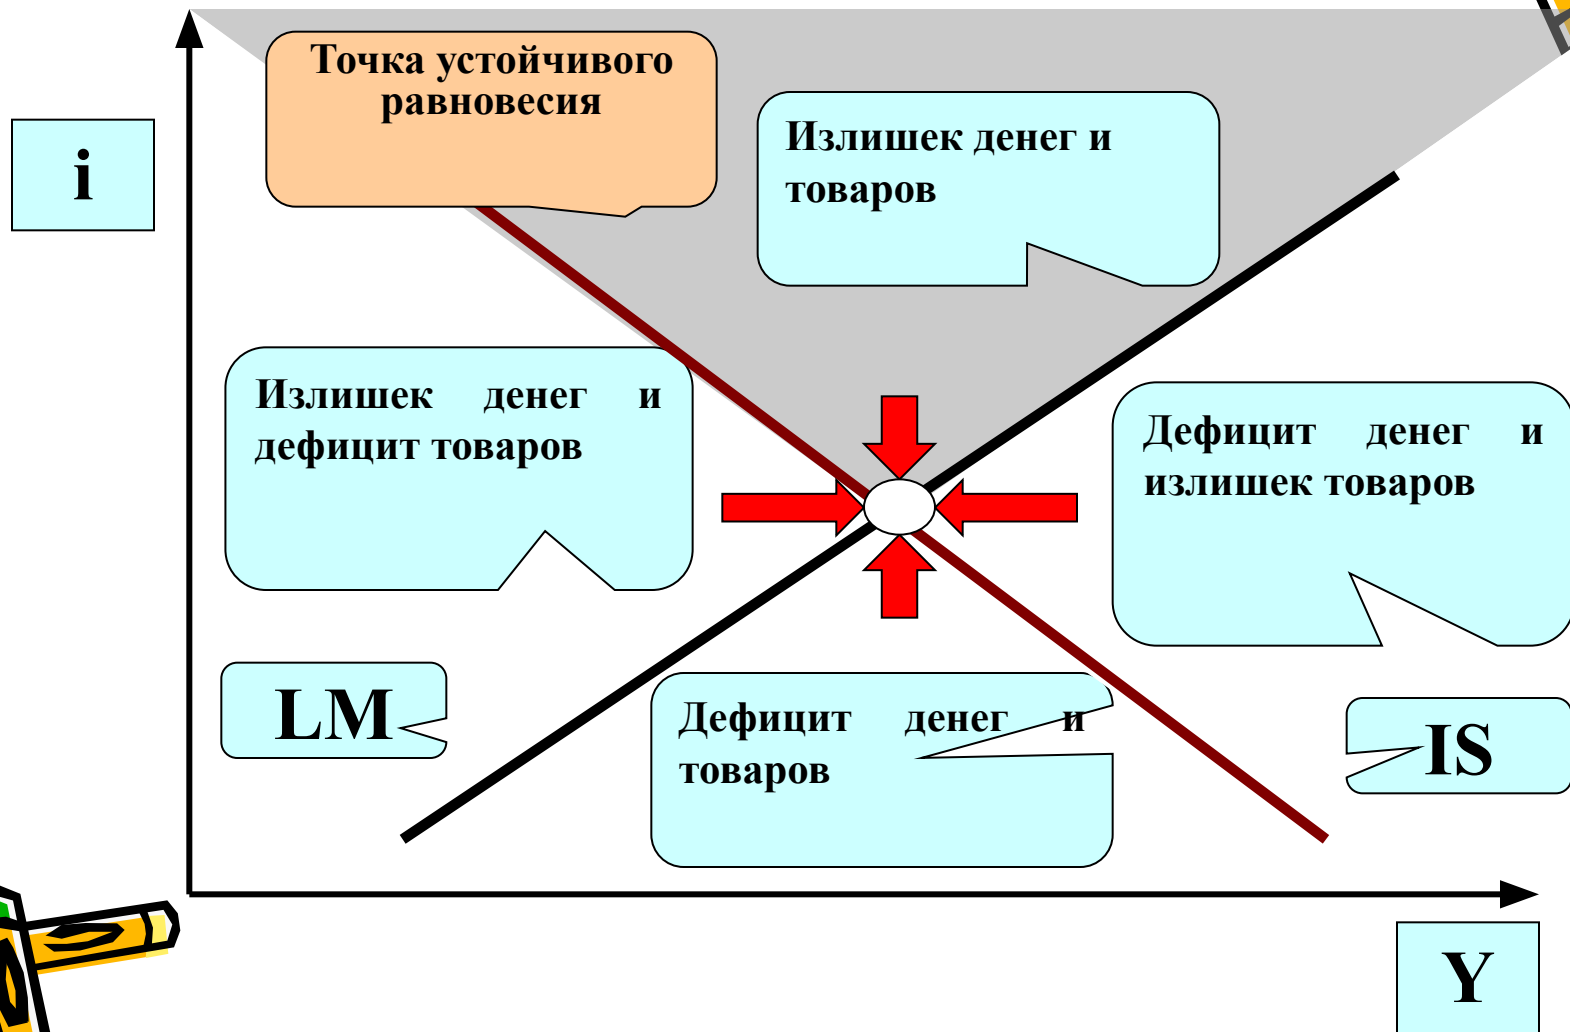 Точка устойчивого
равновесия
i
Излишек денег и
товаров
Излишек денег и
дефицит товаров
Дефицит денег и
излишек товаров
LM
Дефицит денег и
товаров
IS
Y